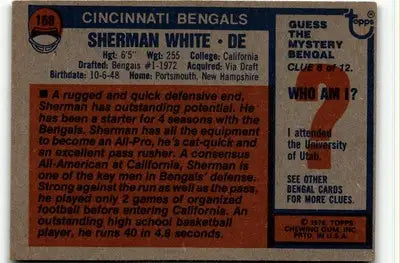 168
CINCINNATI BENGALS
topps
SHERMAN WHITE • DE
Hgt: 6'5" Wgt: 255 College: California
Drafted: Bengals #1-1972 Acquired: Via Draft
Birthdate: 10-6-48 Home: Portsmouth, New Hampshire
■ A rugged and quick defensive end,
Sherman has outstanding potential. He
has been a starter for 4 seasons with the
Bengals. Sherman has all the equipment
to become an All-Pro, he's cat-quick and
an excellent pass rusher. A consensus
All-American at California, Sherman is
one of the key men in Bengals' defense.
Strong against the run as well as the pass,
he played only 2 games of organized
football before entering California. An
outstanding high school basketball
player, he runs 40 in 4.8 seconds.
GUESS
THE
MYSTERY
BENGAL
CLUE 8 of 12.
WHO AM I?
?
I attended
the University
of Utah.
SEE OTHER
BENGAL CARDS
FOR MORE CLUES.
© 1976, TOPPS
CHEWING GUM, INC
PRTD. IN U.S.A.